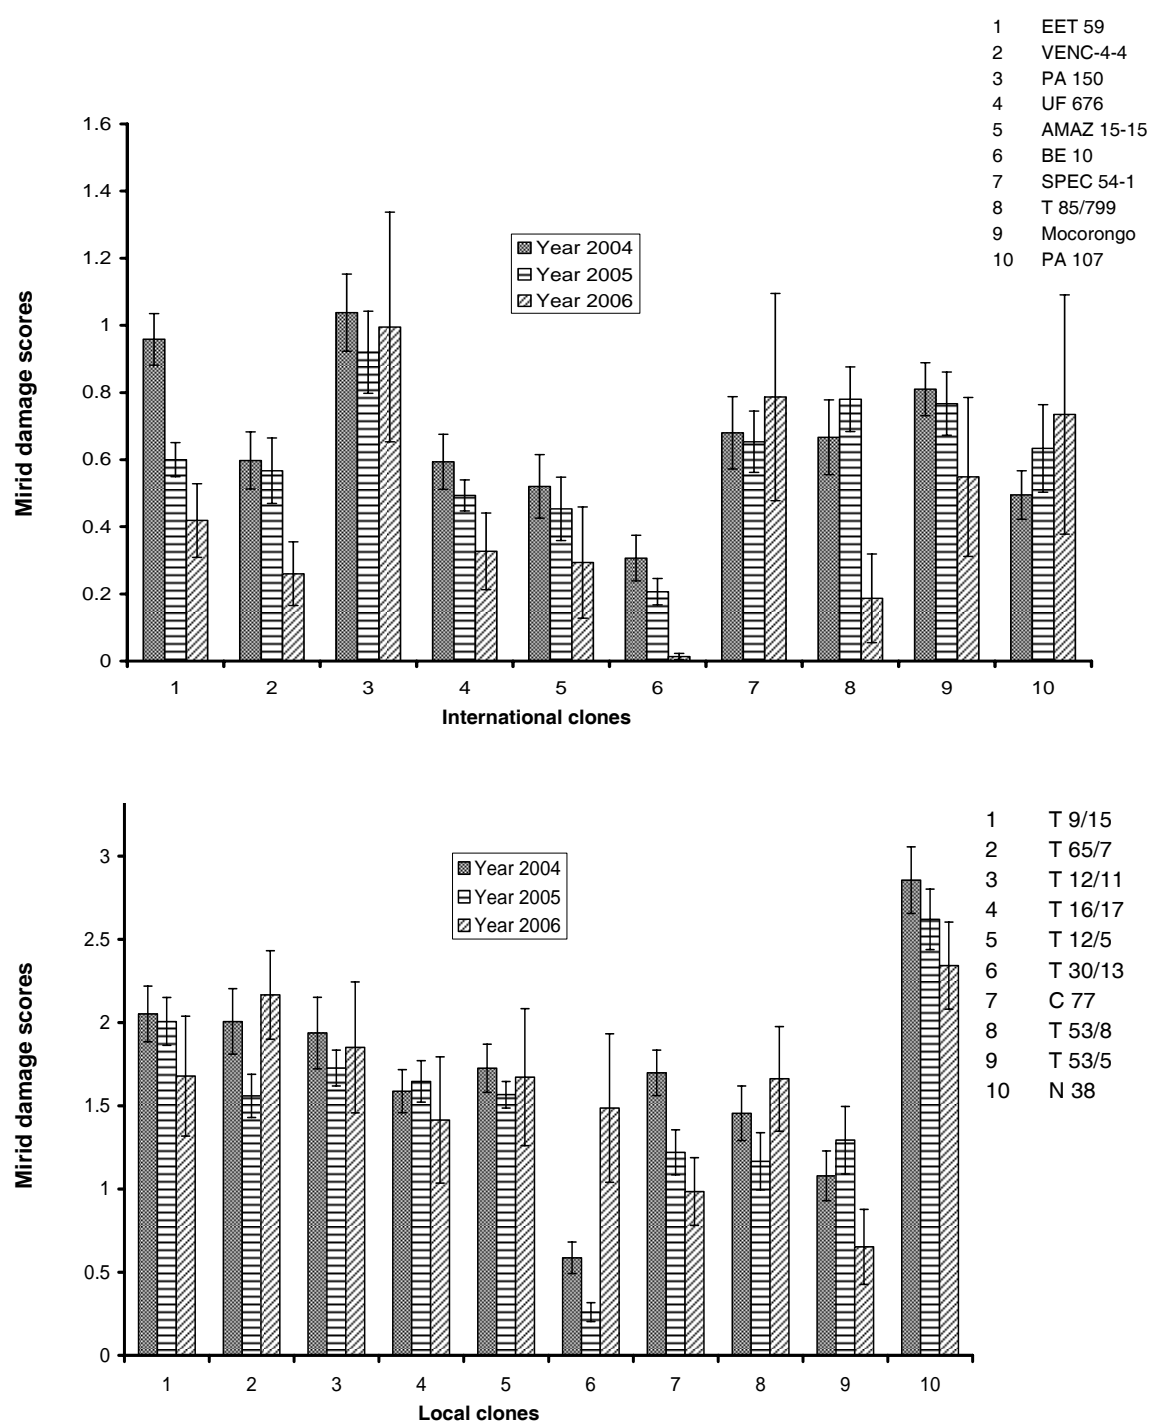 1 EET 59
2 VENC-4-4
3 PA 150
4 UF 676
5 AMAZ 15-15
6 BE 10
7 SPEC 54-1
8 T 85/799
9 Mocorongo
10 PA 107
Mirid damage scores
1.6
1.4
1.2
1
0.8
0.6
0.4
0.2
0
Year 2004
Year 2005
Year 2006
1 2 3 4 5 6 7 8 9 10
International clones
1 T 9/15
2 T 65/7
3 T 12/11
4 T 16/17
5 T 12/5
6 T 30/13
7 C 77
8 T 53/8
9 T 53/5
10 N 38
Mirid damage scores
3
2.5
2
1.5
1
0.5
0
Year 2004
Year 2005
Year 2006
1 2 3 4 5 6 7 8 9 10
Local clones